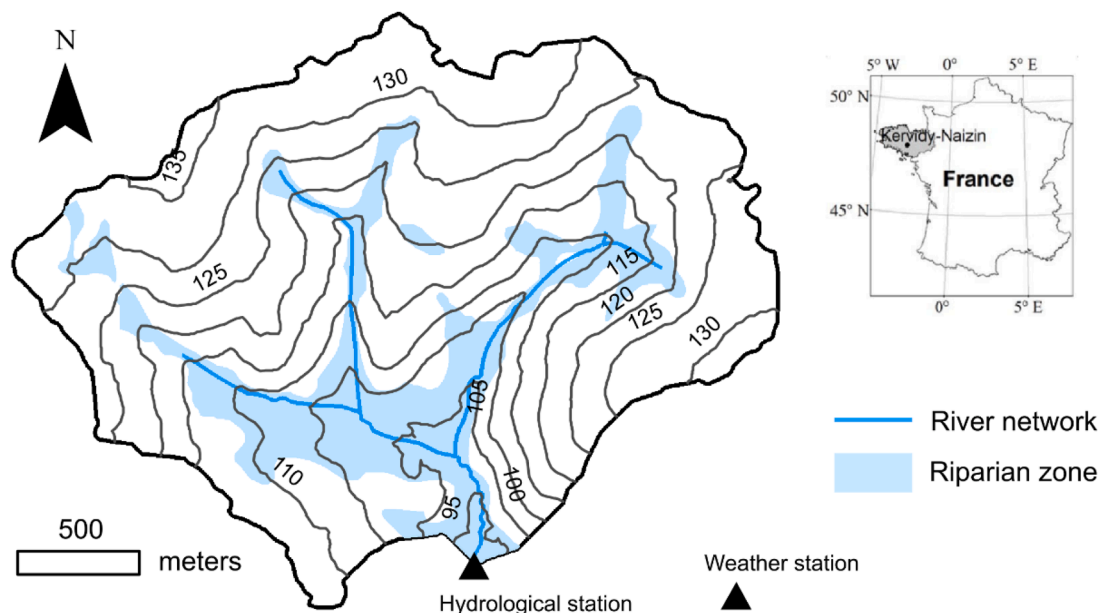 N
130
135
125
115
120
125
130
105
110
100
95
500
meters
Hydrological station
Weather station
5° W
0°
5° E
50° N
Kervidy-Naizin
France
45° N
0°
5° E
River network
Riparian zone